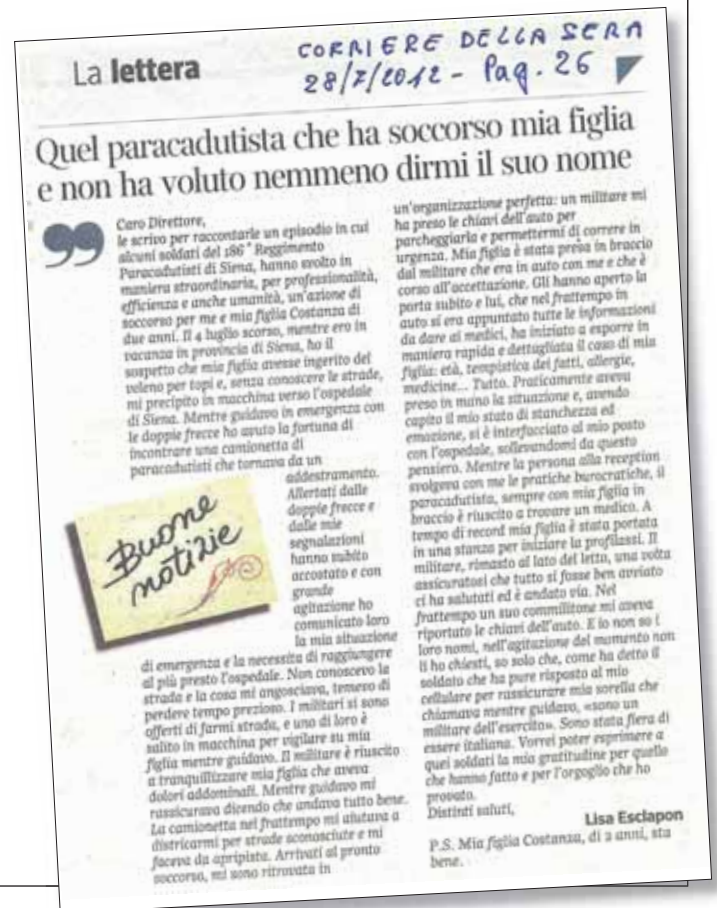 La lettera
CORRIERE DELLA SERA
28/7/2012 - Pag. 26
Quel paracadutista che ha soccorso mia figlia
e non ha voluto nemmeno dirmi il suo nome
Caro Direttore,
le scrivo per raccontarle un episodio in cui
alcuni soldati del 186° Reggimento
Paracadutisti di Siena, hanno svolto in
maniera straordinaria, per professionalità,
efficienza e anche umanità, un'azione di
soccorso per me e mia figlia Costanza di
due anni. Il 4 luglio scorso, mentre ero in
vacanza in provincia di Siena, ho il
sospetto che mia figlia avesse ingerito del
veleno per topi e, senza conoscere le strade,
mi precipito in macchina verso l'ospedale
di Siena. Mentre guidavo in emergenza con
le doppie frecce ho avuto la fortuna di
incontrare una camionetta di
paracadutisti che tornava da un
addestramento.
Allertati dalle
doppie frecce e
dalle mie
segnalazioni
hanno subito
accostato e con
grande
agitazione ho
comunicato loro
la mia situazione
Buone
notizie
di emergenza e la necessita di raggiungere
al più presto l'ospedale. Non conoscevo la
strada e la cosa mi angosciava, temevo di
perdere tempo prezioso. I militari si sono
offerti di farmi strada, e uno di loro è
salito in macchina per vigilare su mia
figlia mentre guidavo. Il militare è riuscito
a tranquillizzare mia figlia che aveva
dolori addominali. Mentre guidavo mi
rassicurava dicendo che andava tutto bene.
La camionetta nel frattempo mi aiutava a
districarmi per strade sconosciute e mi
faceva da apripista. Arrivati al pronto
soccorso, mi sono ritrovata in
un'organizzazione perfetta: un militare mi
ha preso le chiavi dell'auto per
parcheggiarla e permettermi di correre in
urgenza. Mia figlia è stata presa in braccio
dal militare che era in auto con me e che è
corso all'accettazione. Gli hanno aperto la
porta subito e lui, che nel frattempo in
auto si era appuntato tutte le informazioni
da dare ai medici, ha iniziato a esporre in
maniera rapida e dettagliata il caso di mia
figlia: età, tempistica dei fatti, allergie,
medicine... Tutto. Praticamente aveva
preso in mano la situazione e, avendo
capito il mio stato di stanchezza ed
emozione, si è interfacciato al mio posto
con l'ospedale, sollevandomi da questo
pensiero. Mentre la persona alla reception
svolgeva con me le pratiche burocratiche, il
paracadutista, sempre con mia figlia in
braccio è riuscito a trovare un medico. A
tempo di record mia figlia è stata portata
in una stanza per iniziare la profilassi. Il
militare, rimasto al lato del letto, una volta
assicuratosi che tutto si fosse ben avviato
ci ha salutati ed è andato via. Nel
frattempo un suo commilitone mi aveva
riportato le chiavi dell'auto. E io non so i
loro nomi, nell'agitazione del momento non
li ho chiesti, so solo che, come ha detto il
soldato che ha pure risposto al mio
cellulare per rassicurare mia sorella che
chiamava mentre guidavo, «sono un
militare dell'esercito». Sono stata fiera di
essere italiana. Vorrei poter esprimere a
quei soldati la mia gratitudine per quello
che hanno fatto e per l'orgoglio che ho
provato.
Distinti saluti,
Lisa Esclapon
P.S. Mia figlia Costanza, di 2 anni, sta
bene.